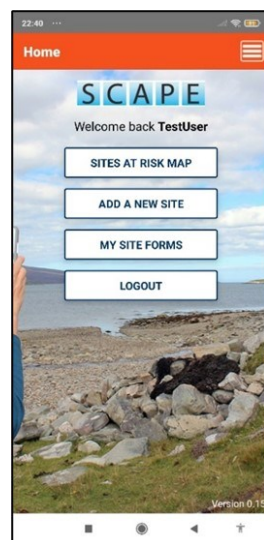 22:40 ...
Home
SCAPE
Welcome back TestUser
SITES AT RISK MAP
ADD A NEW SITE
MY SITE FORMS
LOGOUT
Version 0.15